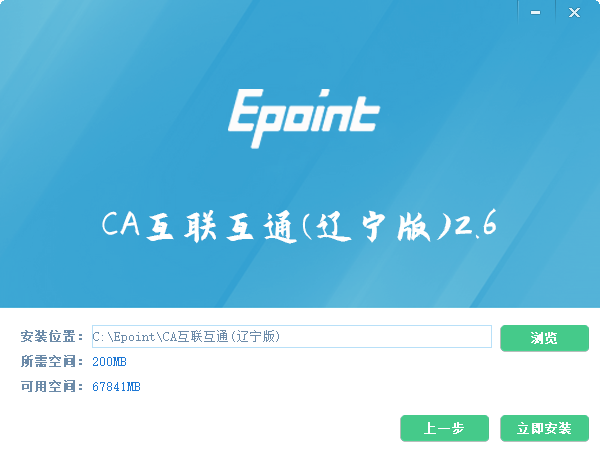 Epoint
CA互联互通(辽宁版)2.6
安装位置： C:\Epoint\CA互联互通(辽宁版) 浏览
所需空间： 200MB
可用空间： 67841MB
上一步 立即安装